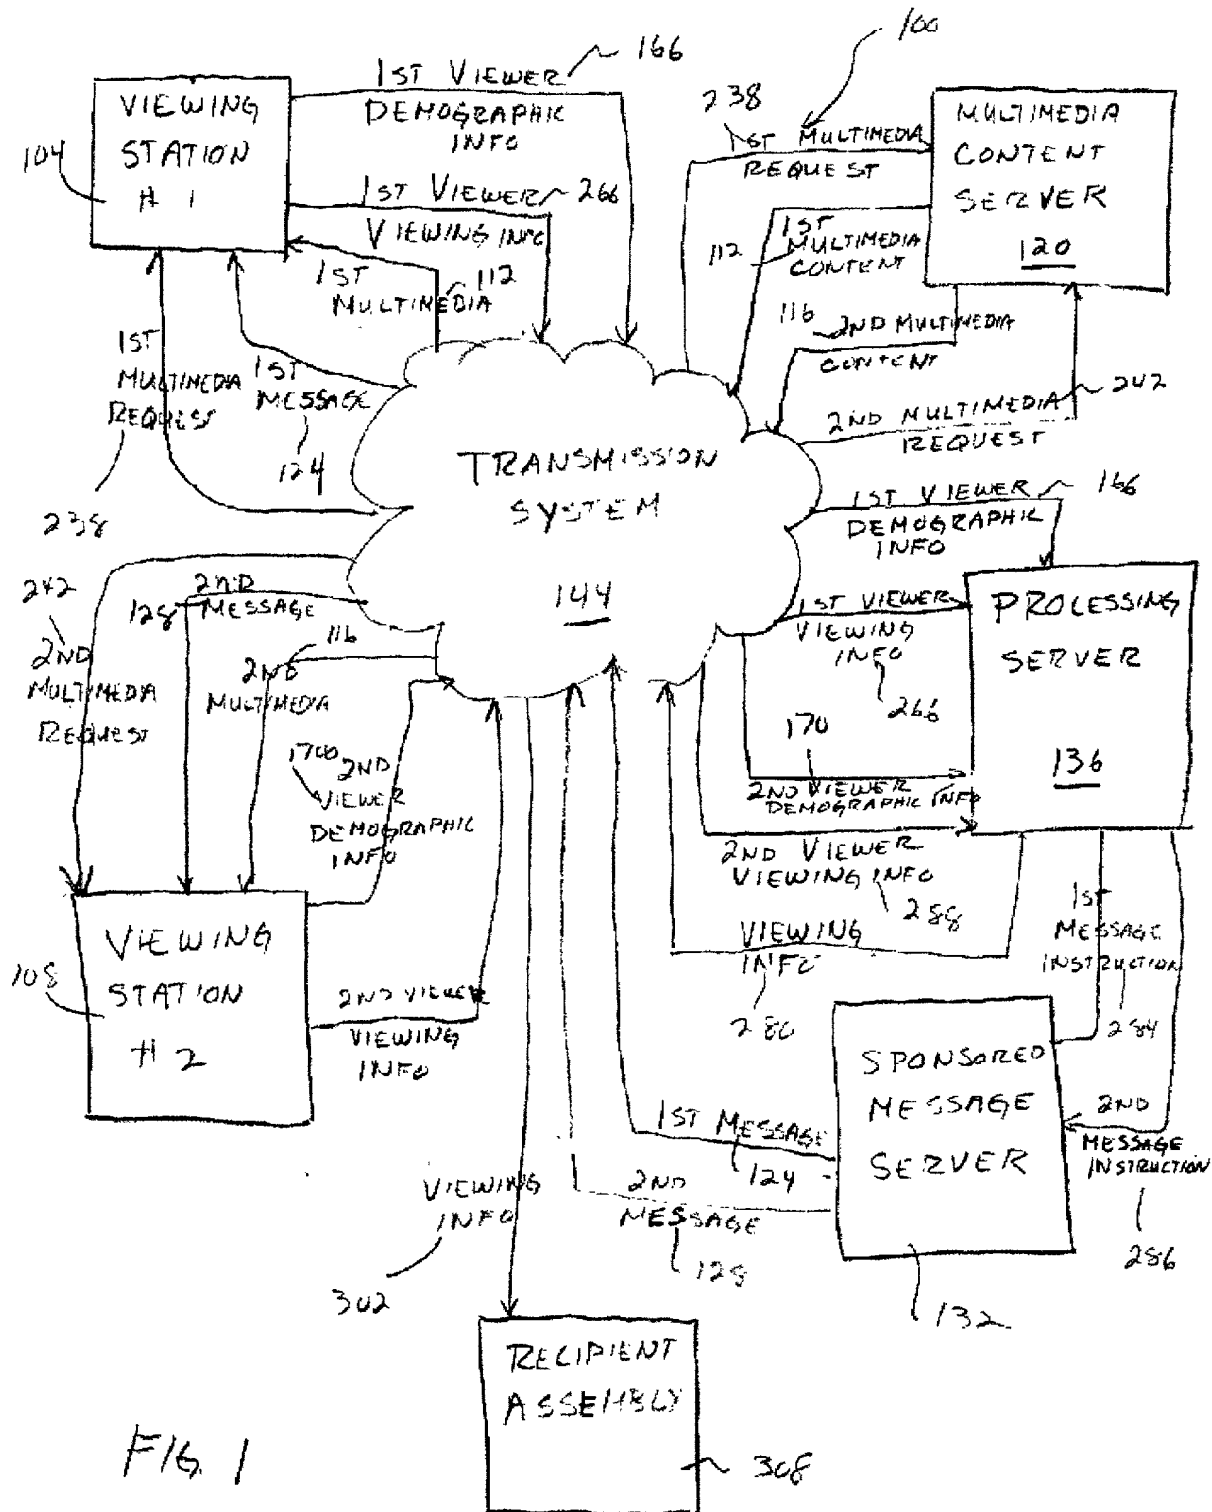 100
166
1ST VIEWER
DEMOGRAPHIC
INFO
VIEWING
STATION
# 1
104
1ST VIEWER
VIEWING INFO
266
1ST
MULTIMEDIA
112
1ST
MULTIMEDIA
REQUEST
238
1ST
MESSAGE
124
238
1ST MULTIMEDIA
REQUEST
MULTIMEDIA
CONTENT
SERVER
120
112
1ST
MULTIMEDIA
CONTENT
116
2ND MULTIMEDIA
CONTENT
242
2ND MULTIMEDIA
REQUEST
TRANSMISSION
SYSTEM
144
1ST VIEWER
DEMOGRAPHIC
INFO
166
1ST VIEWER
VIEWING
INFO
266
PROCESSING
SERVER
136
170
2ND VIEWER
DEMOGRAPHIC INFO
2ND VIEWER
VIEWING INFO
288
VIEWING
INFO
280
1ST
MESSAGE
INSTRUCTION
284
242
2ND
MULTIMEDIA
REQUEST
128
2ND
MESSAGE
116
2ND
MULTIMEDIA
2ND
VIEWER
DEMOGRAPHIC
INFO
VIEWING
STATION
# 2
108
2ND VIEWER
VIEWING
INFO
SPONSORED
MESSAGE
SERVER
132
2ND
MESSAGE
INSTRUCTION
286
1ST MESSAGE
124
2ND
MESSAGE
128
VIEWING
INFO
302
RECIPIENT
ASSEMBLY
308
FIG. 1